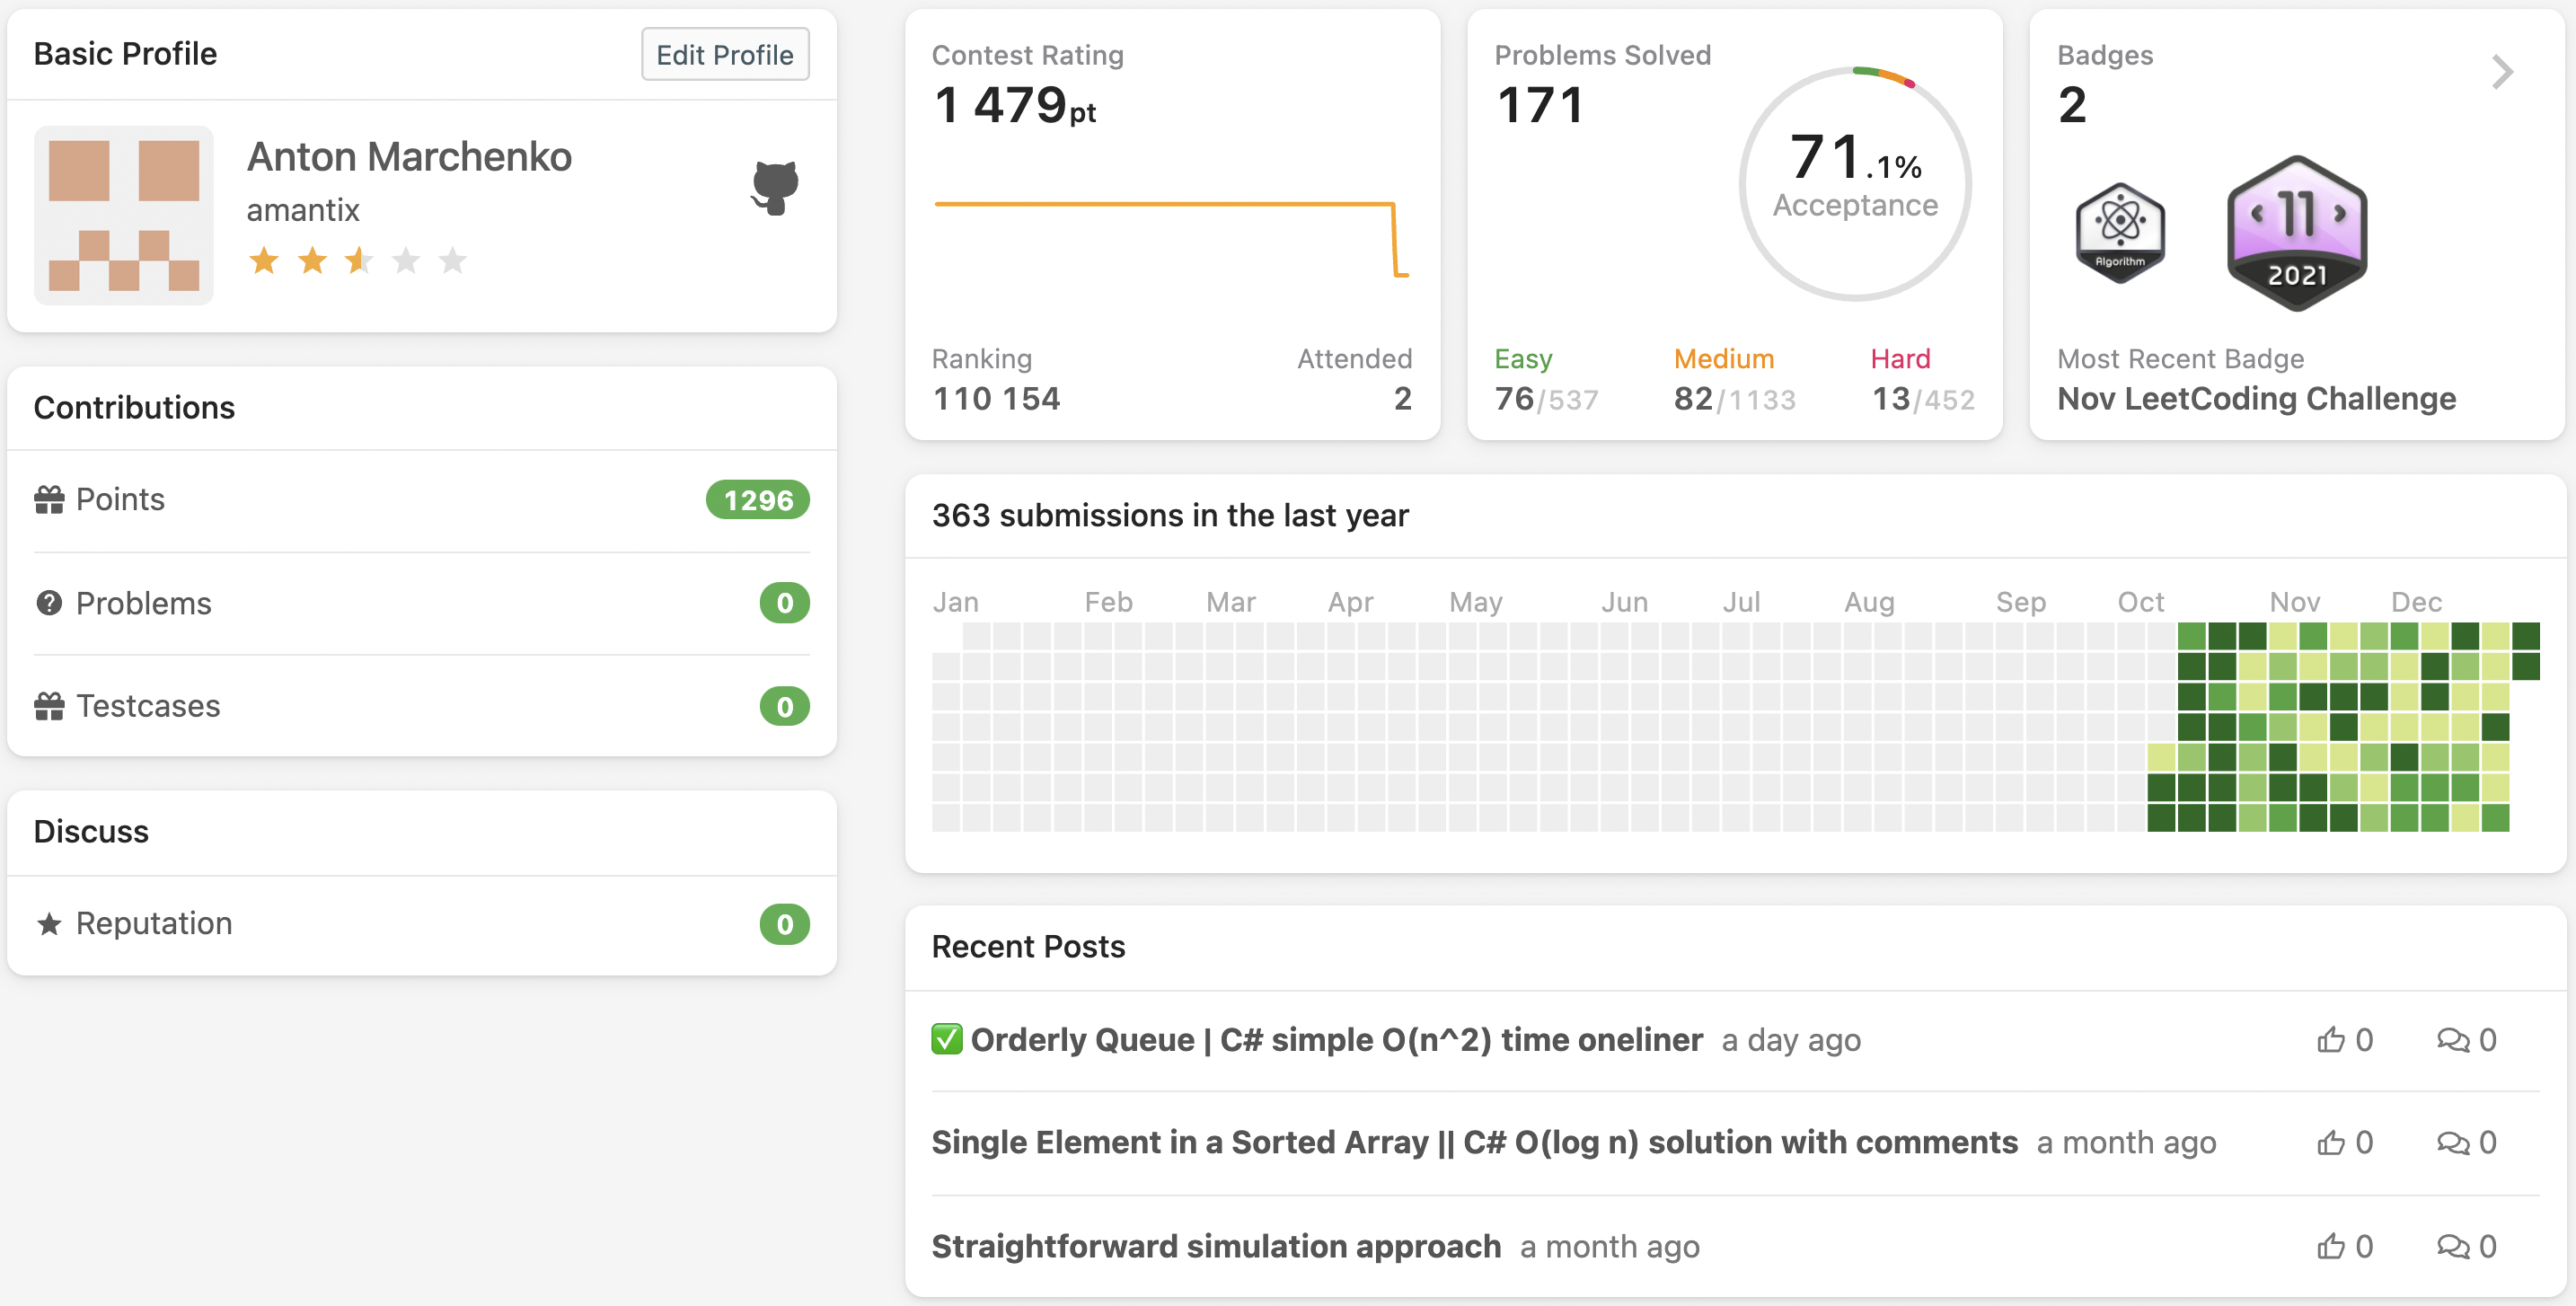 Basic Profile
Edit Profile
Anton Marchenko
amantix
Contributions
Points 1296
Problems 0
Testcases 0
Discuss
Reputation 0
Contest Rating
1 479pt
Ranking Attended
110 154 2
Problems Solved
171
71.1%
Acceptance
Easy Medium Hard
76/537 82/1133 13/452
Badges
2
Algorithm
11
2021
Most Recent Badge
Nov LeetCoding Challenge
363 submissions in the last year
Jan Feb Mar Apr May Jun Jul Aug Sep Oct Nov Dec
Recent Posts
✅ Orderly Queue | C# simple O(n^2) time oneliner a day ago 0 0
Single Element in a Sorted Array || C# O(log n) solution with comments a month ago 0 0
Straightforward simulation approach a month ago 0 0